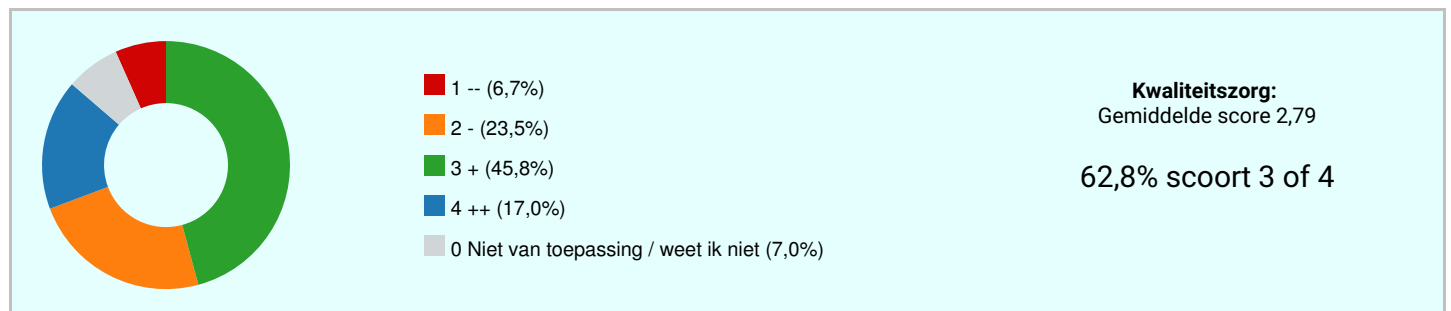 1 -- (6,7%)
2 - (23,5%)
3 + (45,8%)
4 ++ (17,0%)
0 Niet van toepassing / weet ik niet (7,0%)
Kwaliteitszorg:
Gemiddelde score 2,79
62,8% scoort 3 of 4